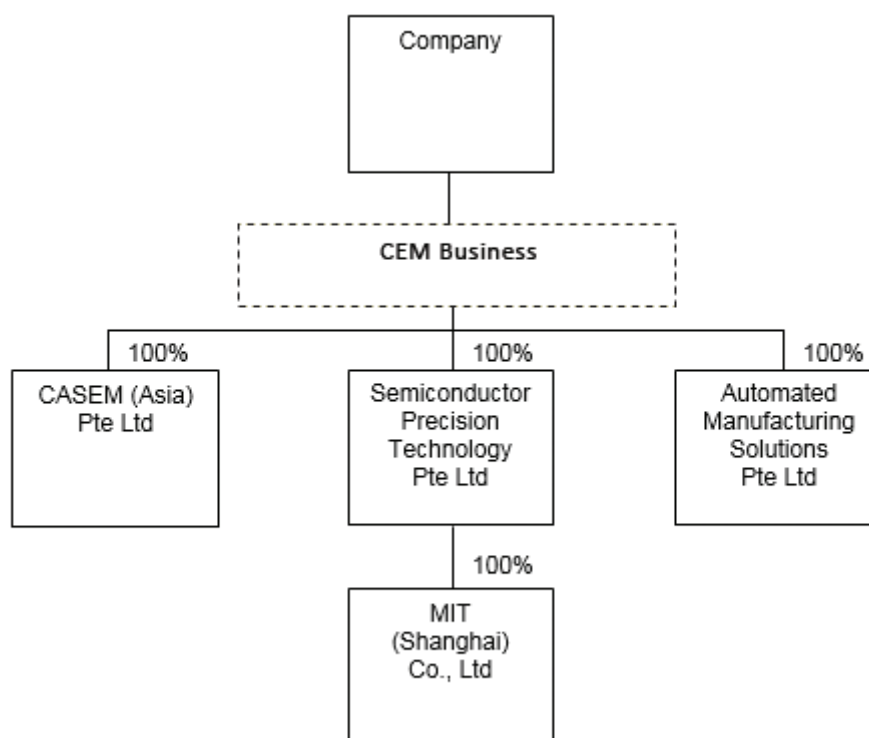 Company
CEM Business
100%
100%
100%
CASEM (Asia)
Pte Ltd
Semiconductor
Precision
Technology
Pte Ltd
Automated
Manufacturing
Solutions
Pte Ltd
100%
MIT
(Shanghai)
Co., Ltd